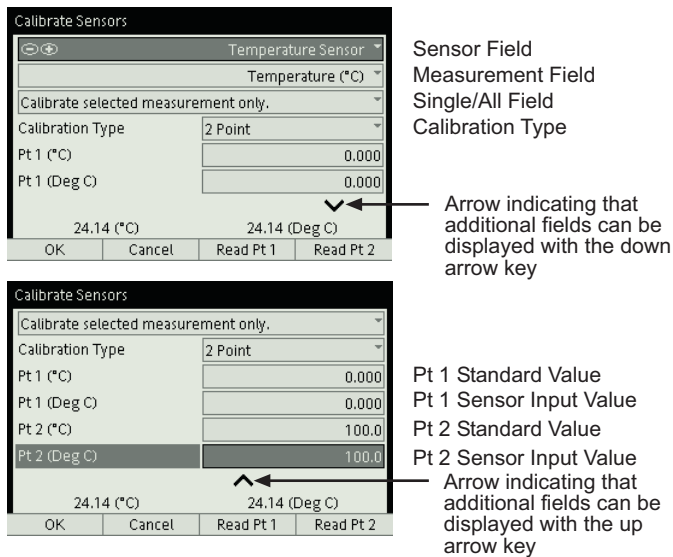 Calibrate Sensors
Temperature Sensor
Temperature (°C)
Calibrate selected measurement only.
Calibration Type 2 Point
Pt 1 (°C) 0.000
Pt 1 (Deg C) 0.000
24.14 (°C) 24.14 (Deg C)
OK Cancel Read Pt 1 Read Pt 2
Sensor Field
Measurement Field
Single/All Field
Calibration Type
Arrow indicating that
additional fields can be
displayed with the down
arrow key
Calibrate Sensors
Calibrate selected measurement only.
Calibration Type 2 Point
Pt 1 (°C) 0.000
Pt 1 (Deg C) 0.000
Pt 2 (°C) 100.0
Pt 2 (Deg C) 100.0
24.14 (°C) 24.14 (Deg C)
OK Cancel Read Pt 1 Read Pt 2
Pt 1 Standard Value
Pt 1 Sensor Input Value
Pt 2 Standard Value
Pt 2 Sensor Input Value
Arrow indicating that
additional fields can be
displayed with the up
arrow key